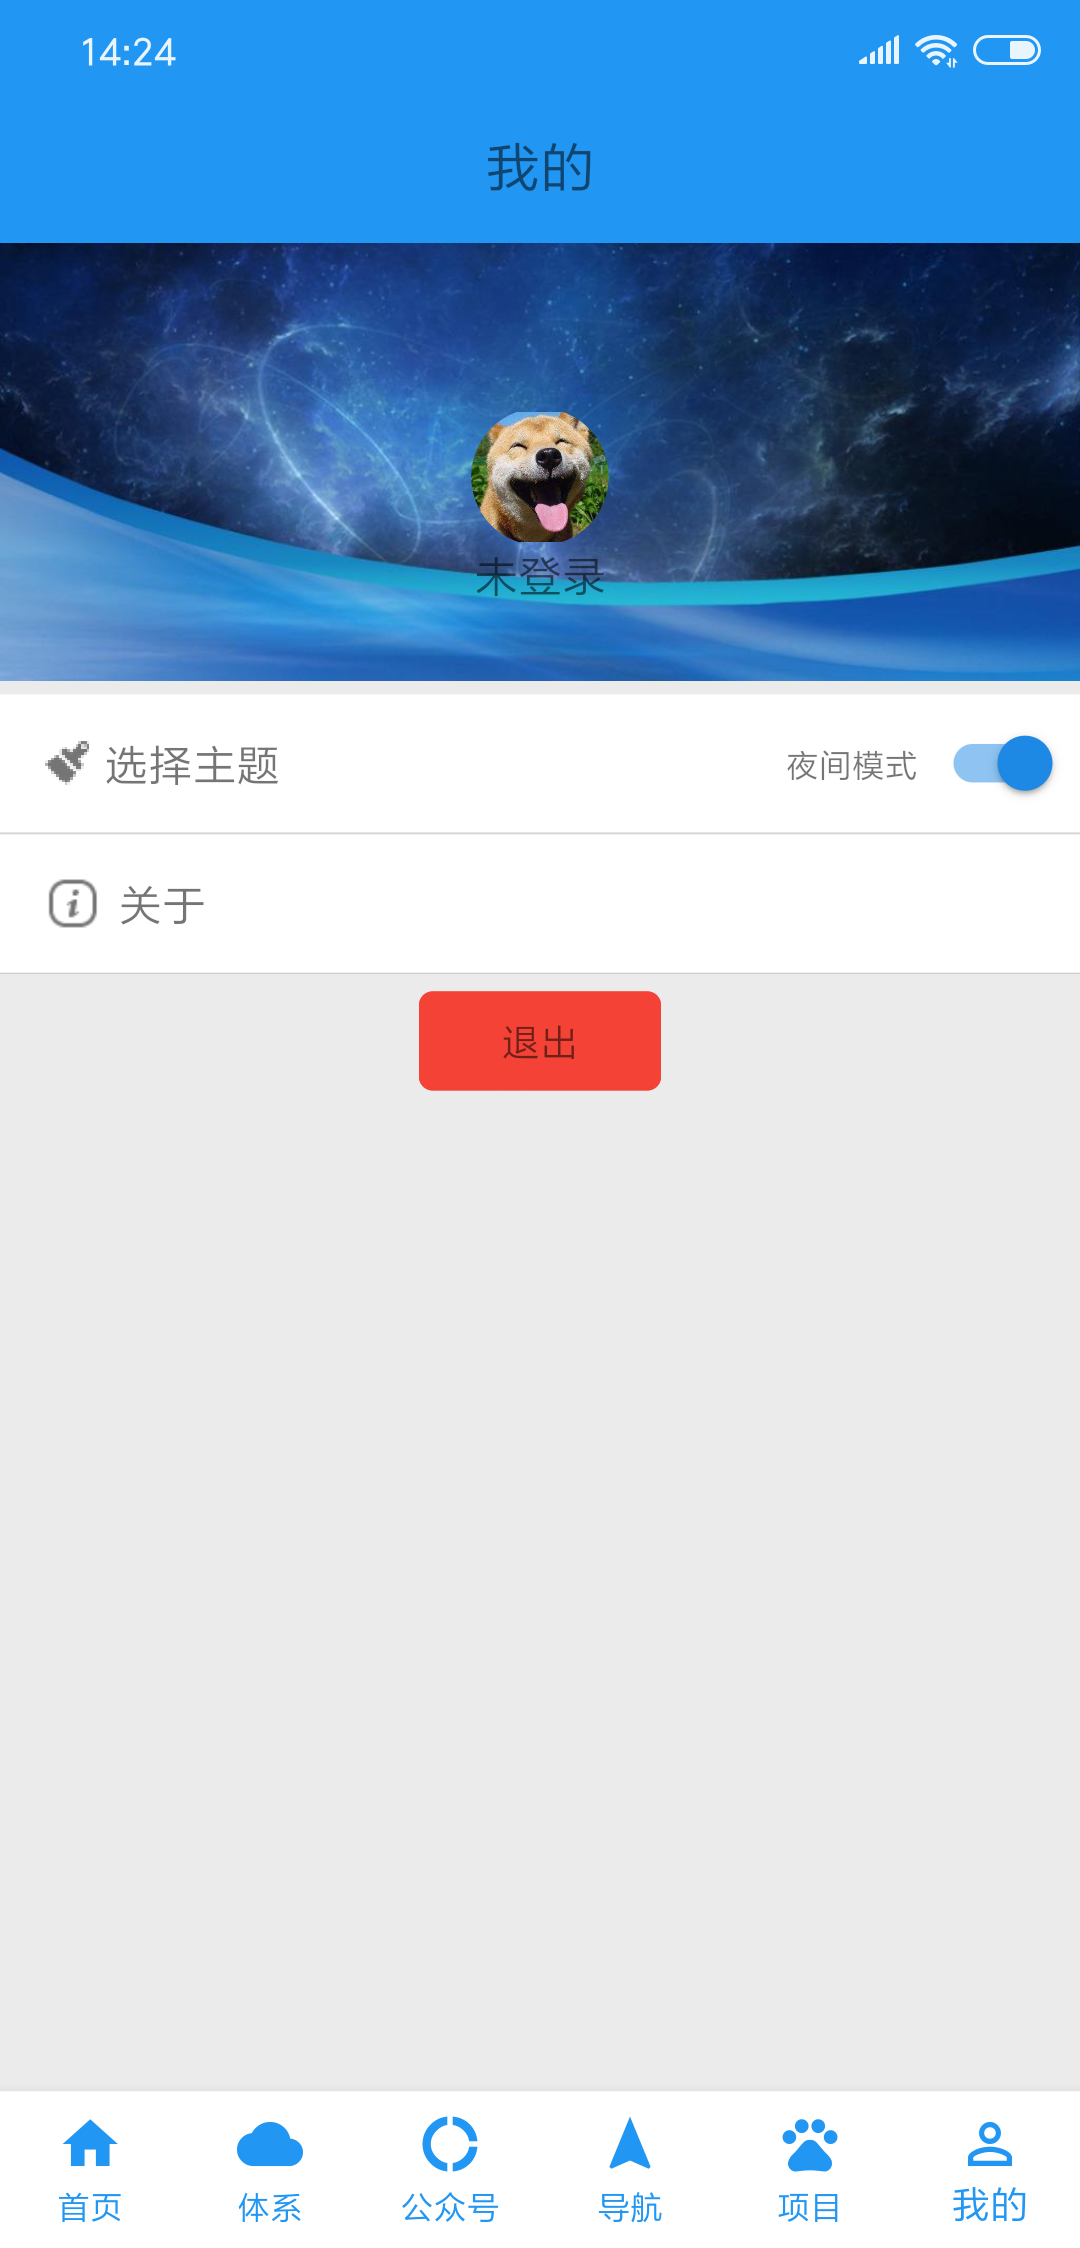 14:24
我的
未登录
选择主题 夜间模式
关于
退出
首页 体系 公众号 导航 项目 我的